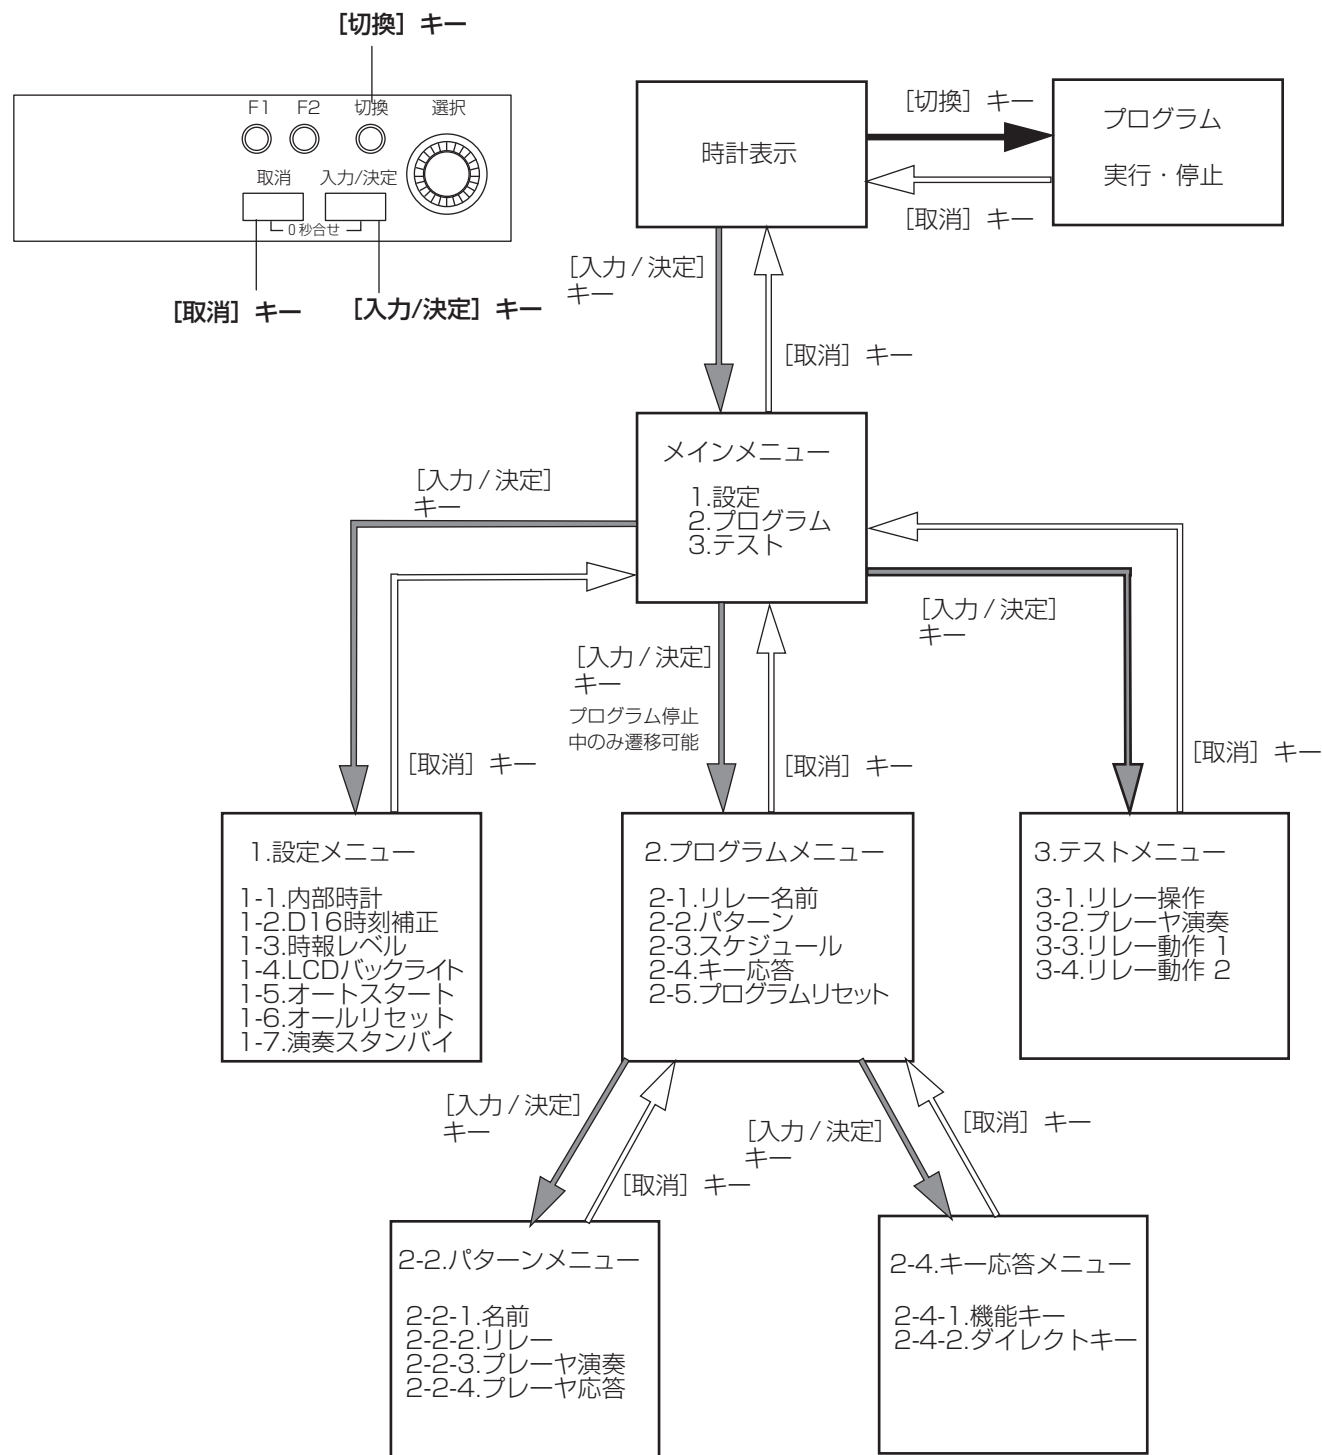 ［切換］キー
F1 F2 切換 選択
取消 入力/決定
0秒合せ
［取消］キー ［入力/決定］キー
時計表示
［切換］キー
［取消］キー
プログラム
実行・停止
［入力/決定］
キー
［取消］キー
メインメニュー
1.設定
2.プログラム
3.テスト
［入力/決定］
キー
［取消］キー
［入力/決定］
キー
プログラム停止
中のみ遷移可能
［取消］キー
［入力/決定］
キー
［取消］キー
1.設定メニュー
1-1.内部時計
1-2.D16時刻補正
1-3.時報レベル
1-4.LCDバックライト
1-5.オートスタート
1-6.オールリセット
1-7.演奏スタンバイ
2.プログラムメニュー
2-1.リレー名前
2-2.パターン
2-3.スケジュール
2-4.キー応答
2-5.プログラムリセット
3.テストメニュー
3-1.リレー操作
3-2.プレーヤ演奏
3-3.リレー動作 1
3-4.リレー動作 2
［入力/決定］
キー
［取消］キー
［入力/決定］
キー
［取消］キー
2-2.パターンメニュー
2-2-1.名前
2-2-2.リレー
2-2-3.プレーヤ演奏
2-2-4.プレーヤ応答
2-4.キー応答メニュー
2-4-1.機能キー
2-4-2.ダイレクトキー